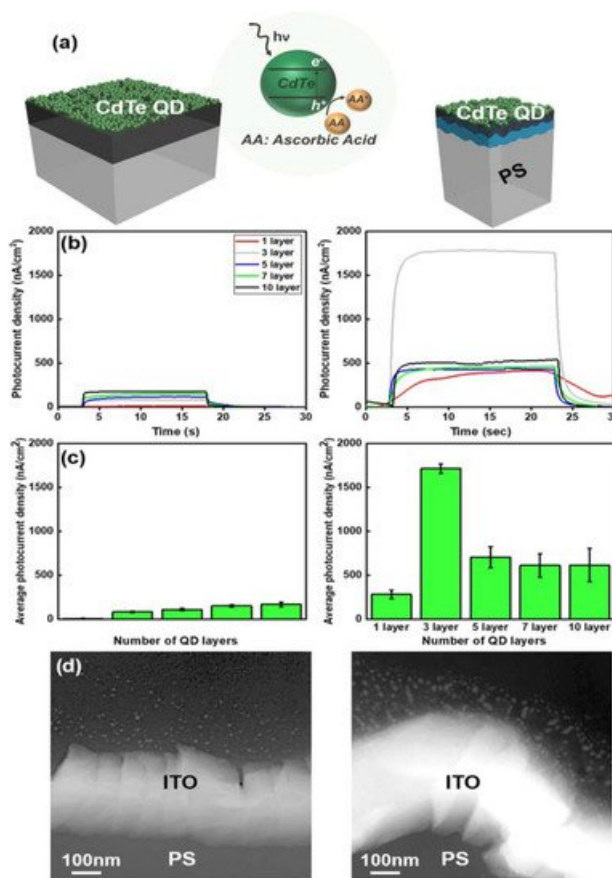 (a)
CdTe QD
hν
e-
CdTe
h+
AA+
AA
AA: Ascorbic Acid
CdTe QD
PS
(b)
Photocurrent density (nA/cm²)
2000
1500
1000
500
0
0 5 10 15 20 25 30
Time (s)
1 layer
3 layer
5 layer
7 layer
10 layer
Photocurrent density (nA/cm²)
2000
1500
1000
500
0
0 5 10 15 20 25 30
Time (sec)
(c)
Average photocurrent density (nA/cm²)
2000
1500
1000
500
0
Number of QD layers
Average photocurrent density (nA/cm²)
2000
1500
1000
500
0
1 layer 3 layer 5 layer 7 layer 10 layer
Number of QD layers
(d)
ITO
100nm
PS
ITO
100nm
PS